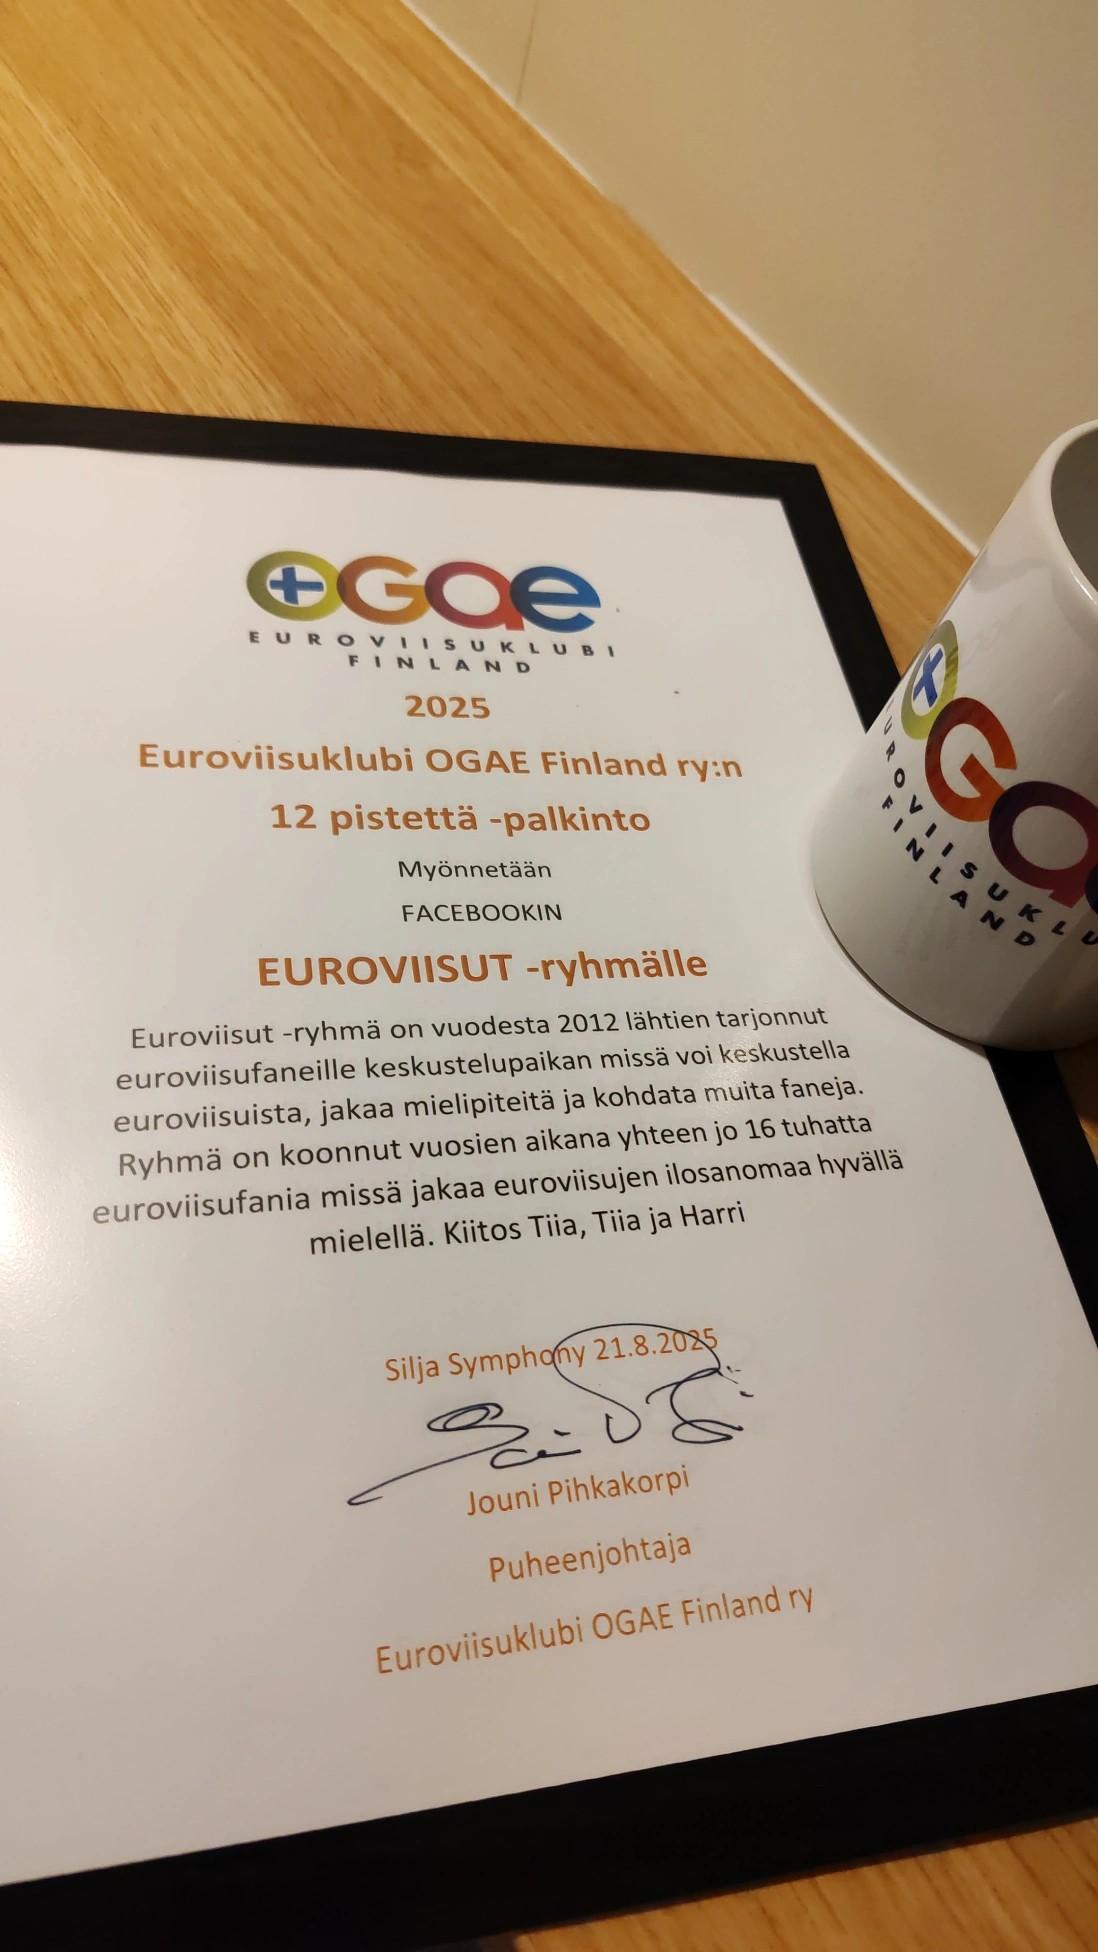 OGAE
EUROVIISUKLUBI
FINLAND
2025
Euroviisuklubi OGAE Finland ry:n
12 pistettä -palkinto
Myönnetään
FACEBOOKIN
EUROVIISUT -ryhmälle
Euroviisut -ryhmä on vuodesta 2012 lähtien tarjonnut
euroviisufaneille keskustelupaikan missä voi keskustella
euroviisuista, jakaa mielipiteitä ja kohdata muita faneja.
Ryhmä on koonnut vuosien aikana yhteen jo 16 tuhatta
euroviisufania missä jakaa euroviisujen ilosanomaa hyvällä
mielellä. Kiitos Tiia, Tiia ja Harri
Silja Symphony 21.8.2025
Jouni Pihkakorpi
Puheenjohtaja
Euroviisuklubi OGAE Finland ry
OGa
EUROVIISUKLU
FINLAND